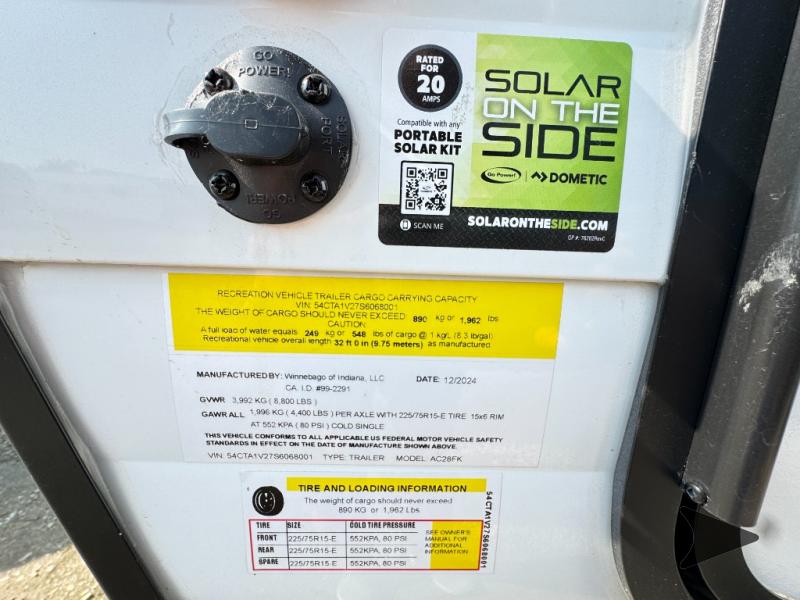 GO
POWER!
SOLAR
PORT
GO
POWER!
RATED
FOR
20
AMPS
Compatible with any
PORTABLE
SOLAR KIT
SCAN ME
SOLAR
ON THE
SIDE
Go Power!
DOMETIC
SOLARONTHESIDE.COM
RECREATION VEHICLE TRAILER CARGO CARRYING CAPACITY
VIN: 54CTA1V27S6068001
THE WEIGHT OF CARGO SHOULD NEVER EXCEED 890 kg or 1,962 lbs
CAUTION:
A full load of water equals 249 kg or 548 lbs of cargo @ 1 kg/L (8.3 lb/gal)
Recreational vehicle overall length 32 ft 0 in (9.75 meters) as manufactured
MANUFACTURED BY: Winnebago of Indiana, LLC DATE: 12/2024
CA. I.D. #99-2291
GVWR 3,992 KG ( 8,800 LBS )
GAWR ALL 1,996 KG ( 4,400 LBS ) PER AXLE WITH 225/75R15-E TIRE 15x6 RIM
AT 552 KPA ( 80 PSI ) COLD SINGLE
THIS VEHICLE CONFORMS TO ALL APPLICABLE US FEDERAL MOTOR VEHICLE SAFETY
STANDARDS IN EFFECT ON THE DATE OF MANUFACTURE SHOWN ABOVE.
VIN: 54CTA1V27S6068001 TYPE: TRAILER MODEL: AC28FK
TIRE AND LOADING INFORMATION
The weight of cargo should never exceed
890 KG or 1,962 Lbs.
TIRE SIZE COLD TIRE PRESSURE
FRONT 225/75R15-E 552KPA, 80 PSI
REAR 225/75R15-E 552KPA, 80 PSI
SPARE 225/75R15-E 552KPA, 80 PSI
SEE OWNER'S
MANUAL FOR
ADDITIONAL
INFORMATION
54CTA1V27S6068001